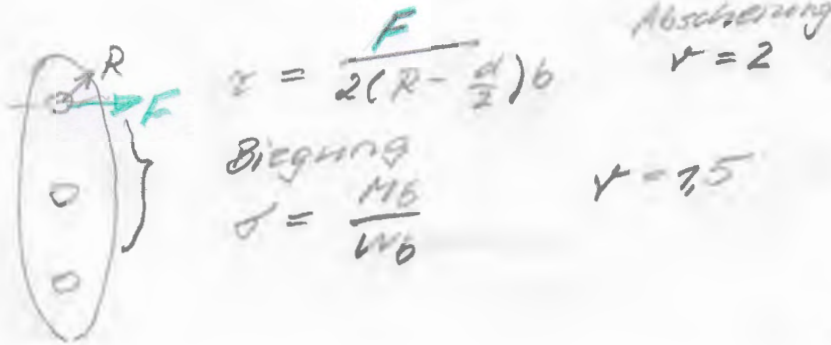 Abscherung
R
F
τ = F / 2(R - d/2)b
ν = 2
Biegung
σ = Mb / Wb
ν = 1,5